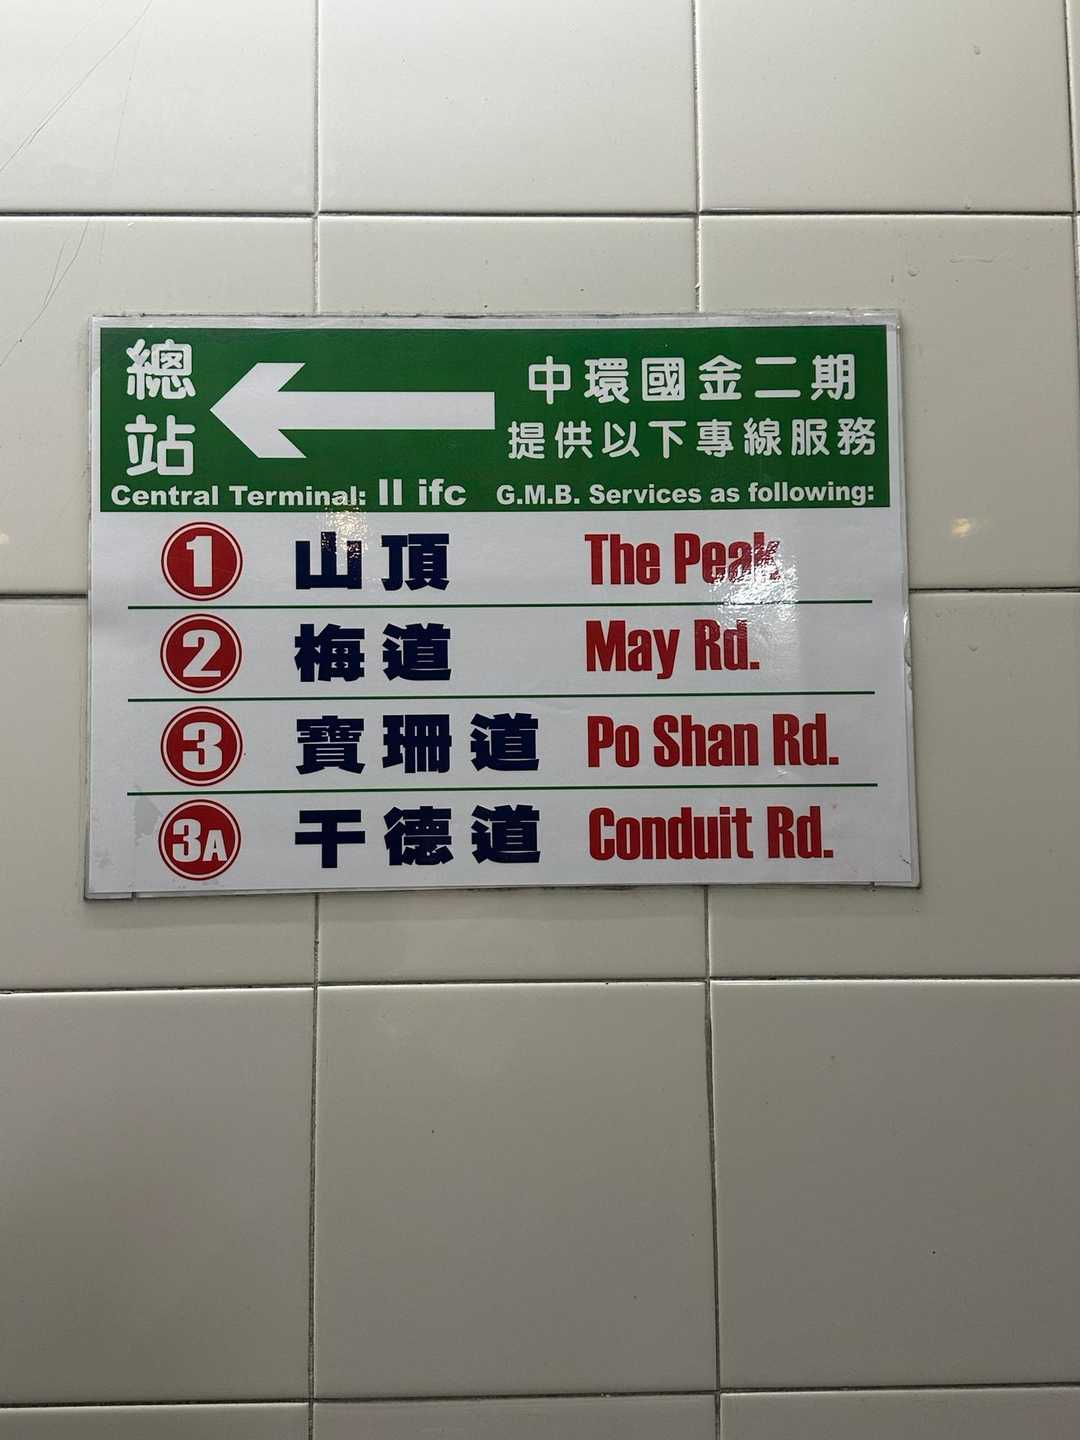 總站
中環國金二期
提供以下專線服務
Central Terminal: II ifc G.M.B. Services as following:
1 山頂 The Peak
2 梅道 May Rd.
3 寶珊道 Po Shan Rd.
3A 干德道 Conduit Rd.